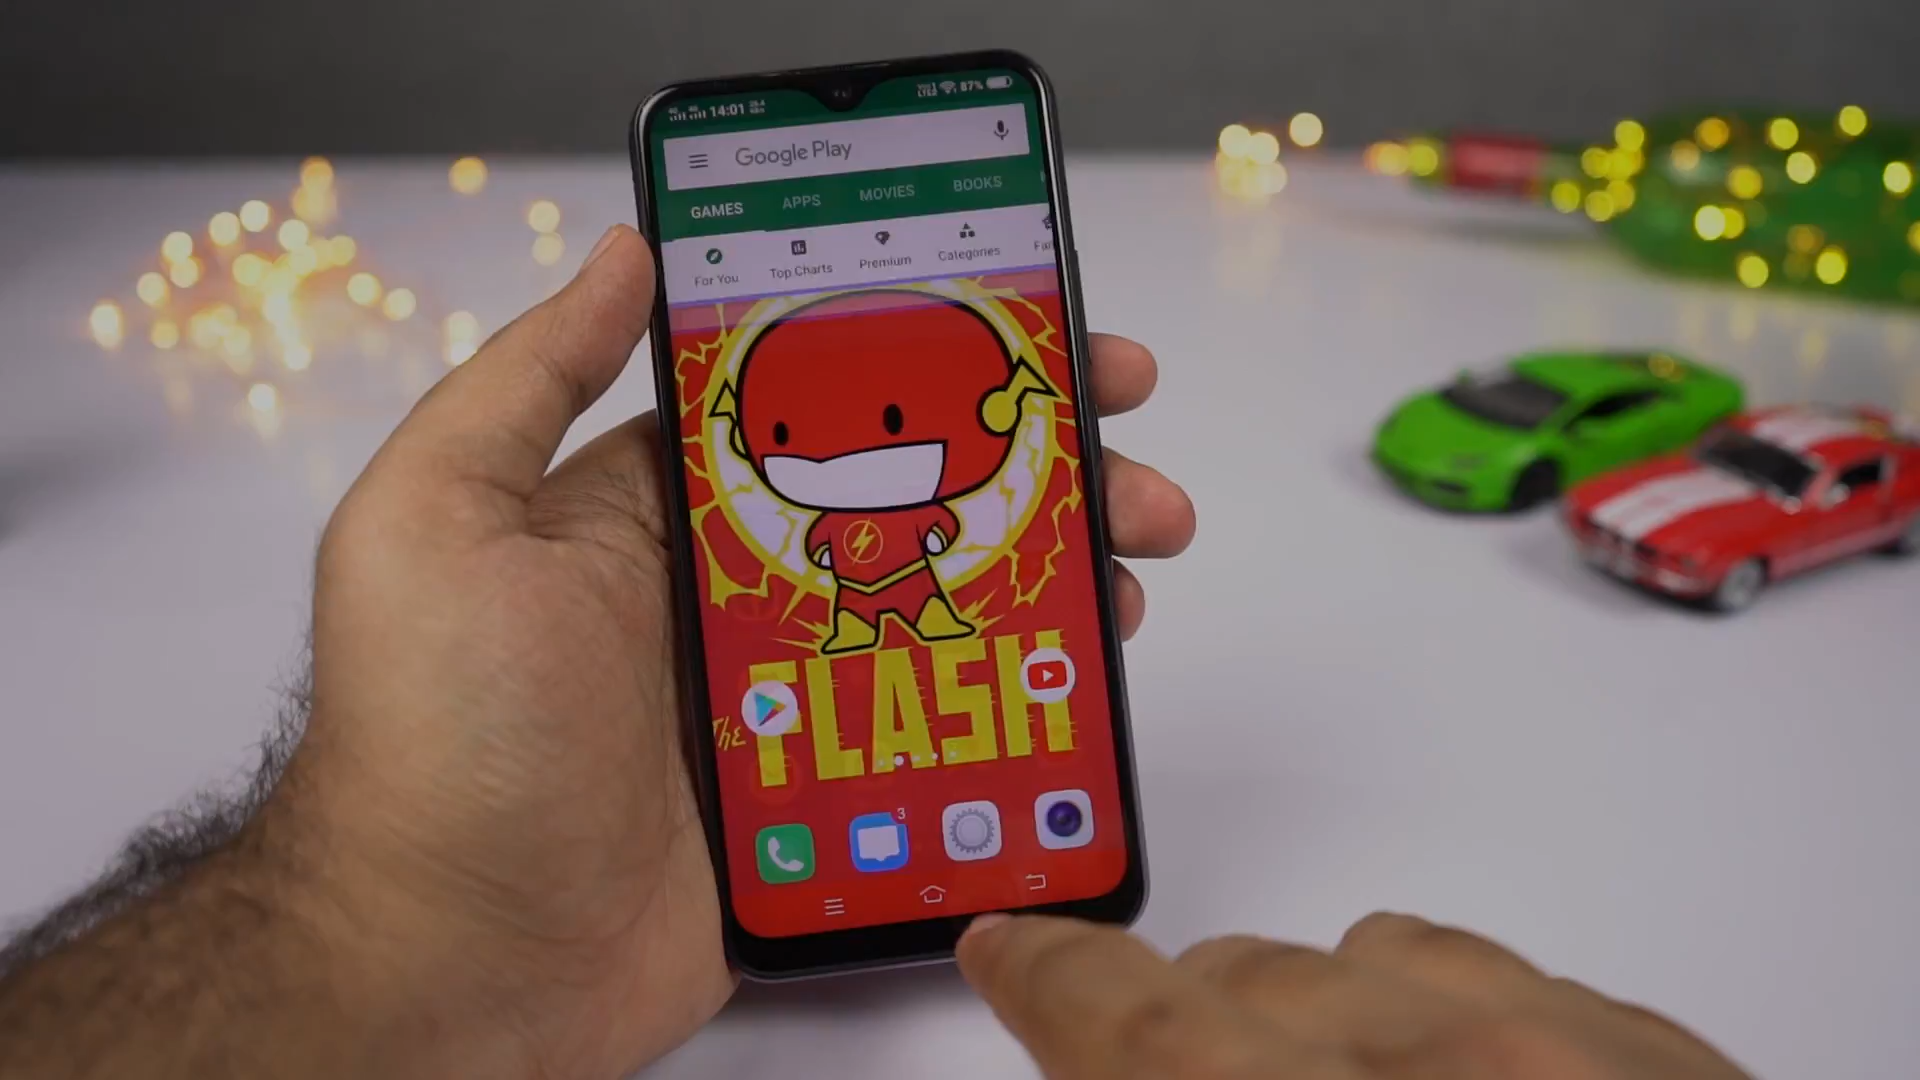 14:01
87%
Google Play
GAMES APPS MOVIES BOOKS
For You Top Charts Premium Categories
The
FLASH
3